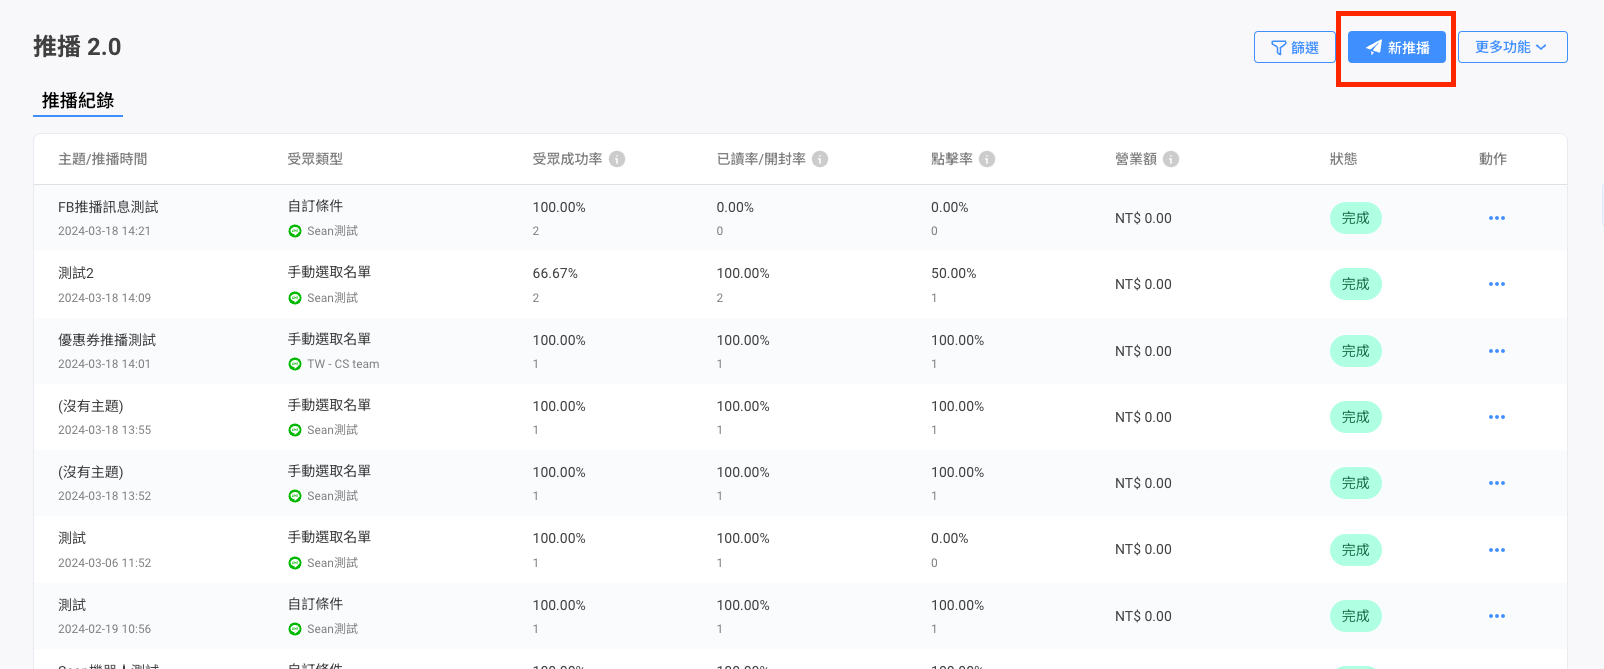 推播 2.0
篩選
新推播
更多功能
推播紀錄
主題/推播時間 受眾類型 受眾成功率 已讀率/開封率 點擊率 營業額 狀態 動作
FB推播訊息測試 自訂條件 100.00% 0.00% 0.00% NT$ 0.00 完成
2024-03-18 14:21 Sean測試 2 0 0
測試2 手動選取名單 66.67% 100.00% 50.00% NT$ 0.00 完成
2024-03-18 14:09 Sean測試 2 2 1
優惠券推播測試 手動選取名單 100.00% 100.00% 100.00% NT$ 0.00 完成
2024-03-18 14:01 TW - CS team 1 1 1
(沒有主題) 手動選取名單 100.00% 100.00% 100.00% NT$ 0.00 完成
2024-03-18 13:55 Sean測試 1 1 1
(沒有主題) 手動選取名單 100.00% 100.00% 100.00% NT$ 0.00 完成
2024-03-18 13:52 Sean測試 1 1 1
測試 手動選取名單 100.00% 100.00% 0.00% NT$ 0.00 完成
2024-03-06 11:52 Sean測試 1 1 0
測試 自訂條件 100.00% 100.00% 100.00% NT$ 0.00 完成
2024-02-19 10:56 Sean測試 1 1 1